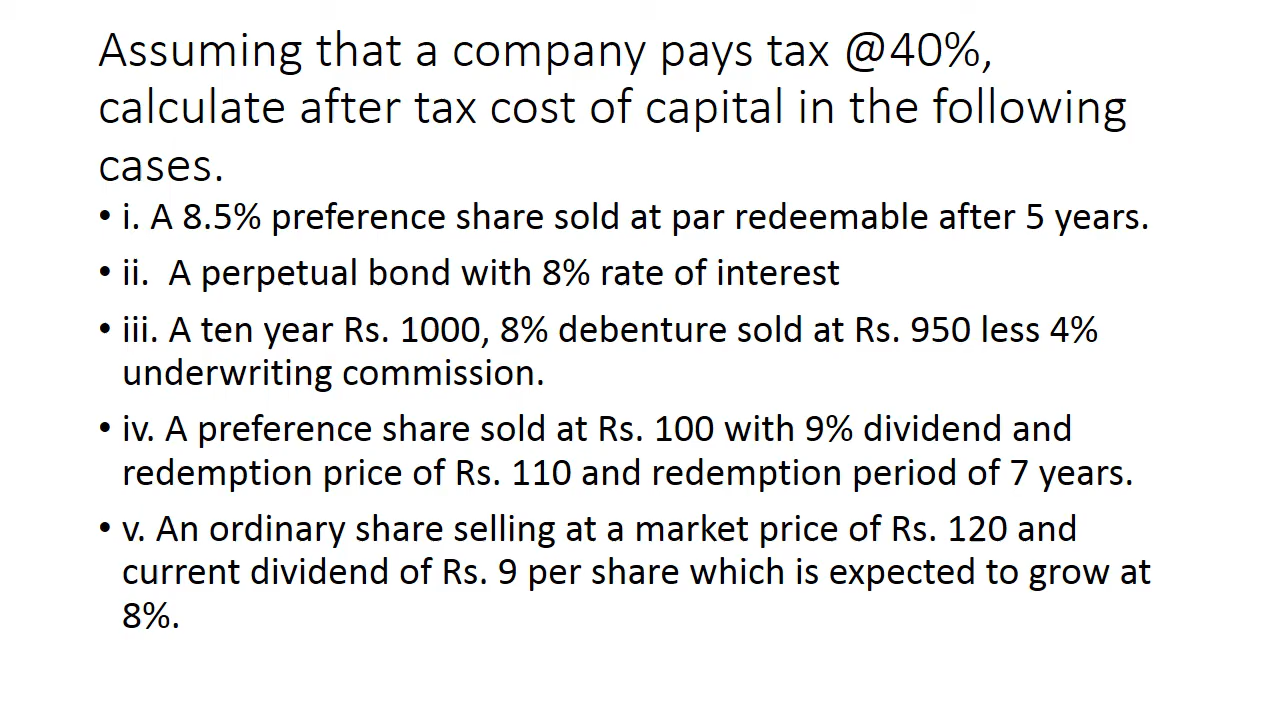 Assuming that a company pays tax @40%,
calculate after tax cost of capital in the following
cases.
• i. A 8.5% preference share sold at par redeemable after 5 years.
• ii.  A perpetual bond with 8% rate of interest
• iii. A ten year Rs. 1000, 8% debenture sold at Rs. 950 less 4%
underwriting commission.
• iv. A preference share sold at Rs. 100 with 9% dividend and
redemption price of Rs. 110 and redemption period of 7 years.
• v. An ordinary share selling at a market price of Rs. 120 and
current dividend of Rs. 9 per share which is expected to grow at
8%.